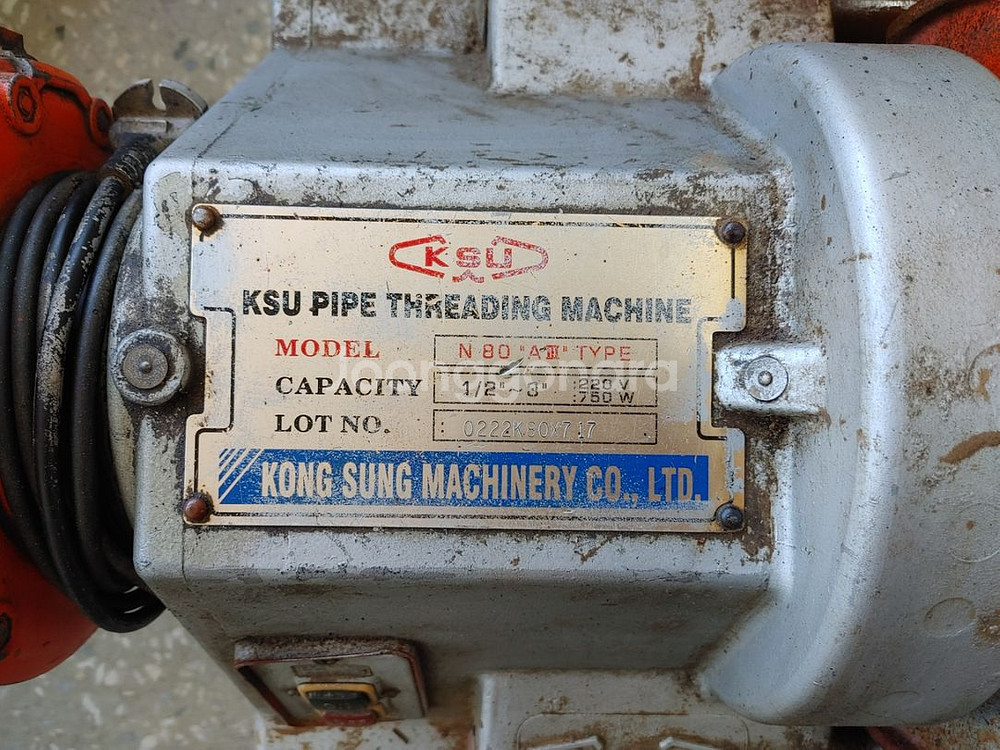 KSU
KSU PIPE THREADING MACHINE
MODEL N 80 "AⅢ" TYPE
CAPACITY 1/2"-3" :220 V :750 W
LOT NO. :
KONG SUNG MACHINERY CO., LTD.
joonggonara